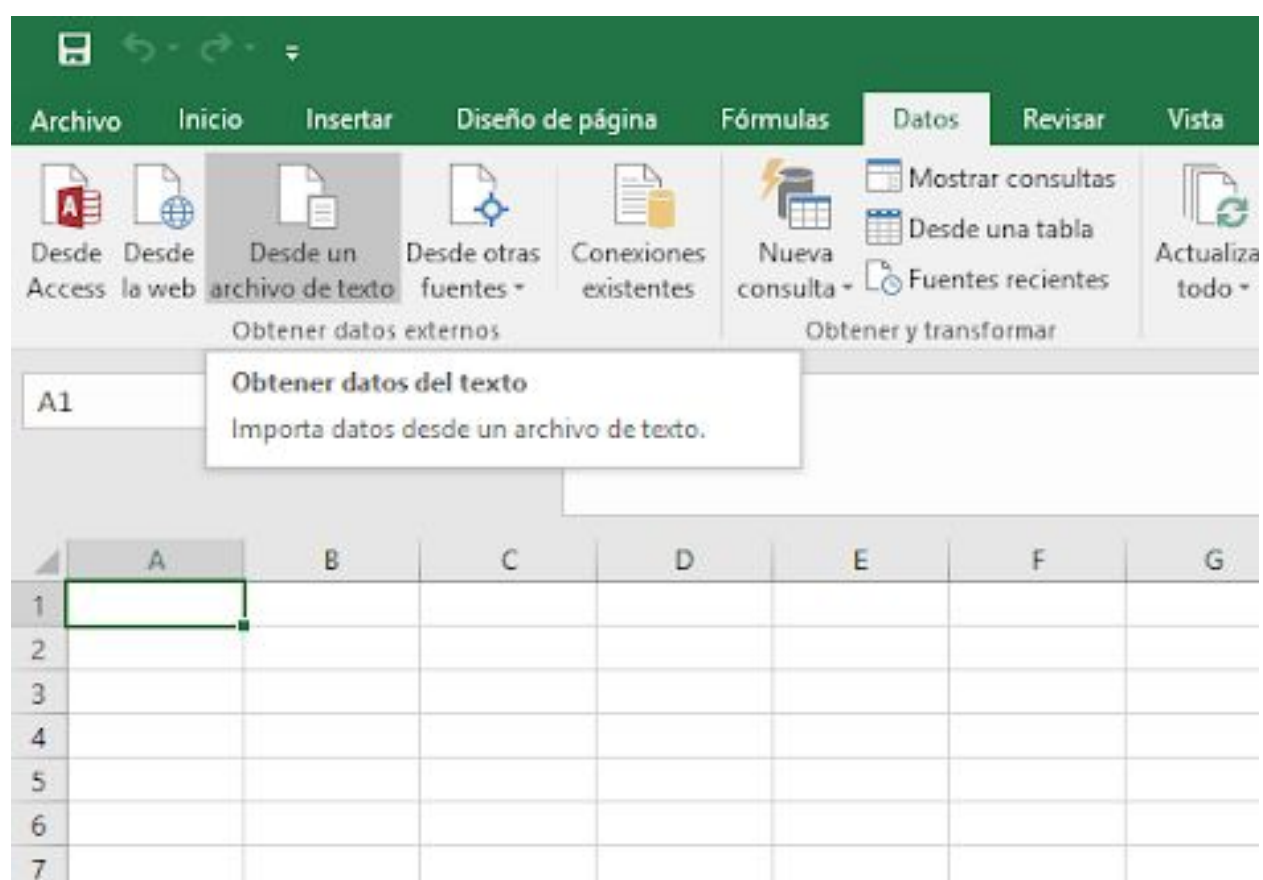 Archivo Inicio Insertar Diseño de página Fórmulas Datos Revisar Vista
Desde Access
Desde la web
Desde un archivo de texto
Desde otras fuentes
Conexiones existentes
Obtener datos externos
Nueva consulta
Mostrar consultas
Desde una tabla
Fuentes recientes
Obtener y transformar
Actualiza todo
A1
Obtener datos del texto
Importa datos desde un archivo de texto.
A B C D E F G
1
2
3
4
5
6
7